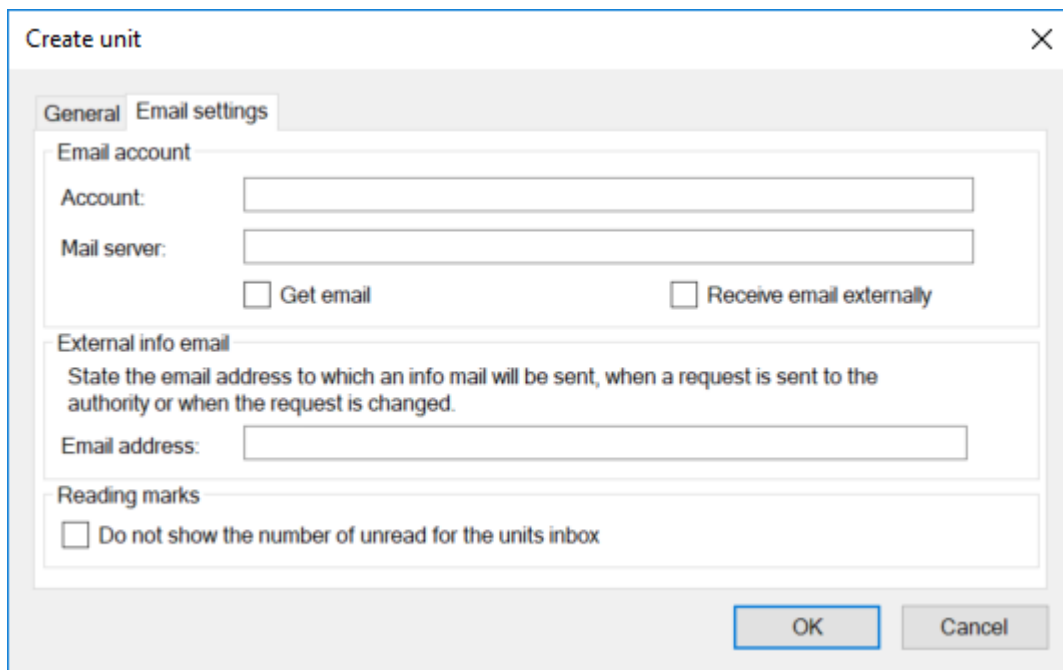 Create unit
General
Email settings
Email account
Account:
Mail server:
Get email
Receive email externally
External info email
State the email address to which an info mail will be sent, when a request is sent to the
authority or when the request is changed.
Email address:
Reading marks
Do not show the number of unread for the units inbox
OK
Cancel